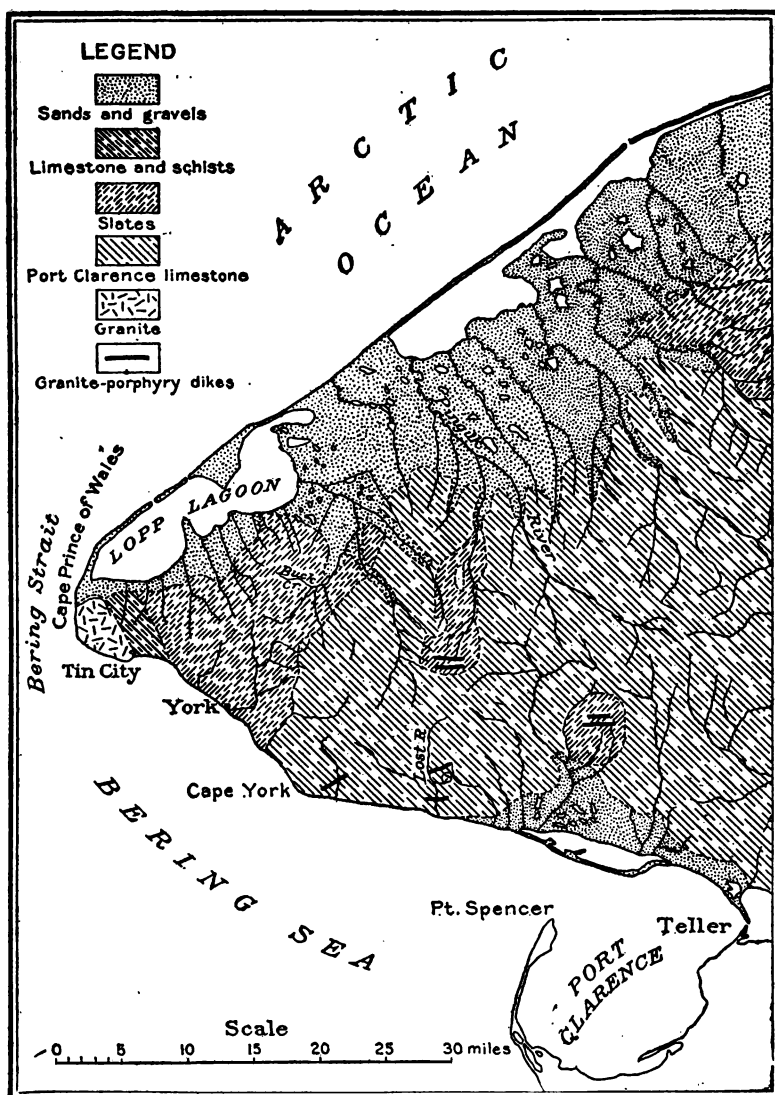 LEGEND
Sands and gravels
Limestone and schists
Slates
Port Clarence limestone
Granite
Granite-porphyry dikes
ARCTIC
OCEAN
LOPP LAGOON
Cape Prince of Wales
Bering Strait
River
Tin City
York
Lost R
Cape York
BERING SEA
Pt. Spencer
Teller
PORT
CLARENCE
Scale
0 5 10 15 20 25 30 miles